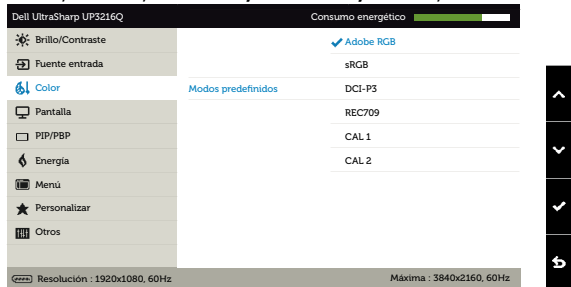 Dell UltraSharp UP3216Q Consumo energético
Brillo/Contraste Adobe RGB
Fuente entrada sRGB
Color Modos predefinidos DCI-P3
Pantalla REC709
PIP/PBP CAL 1
Energía CAL 2
Menú
Personalizar
Otros
Resolución : 1920x1080, 60Hz Máxima : 3840x2160, 60Hz